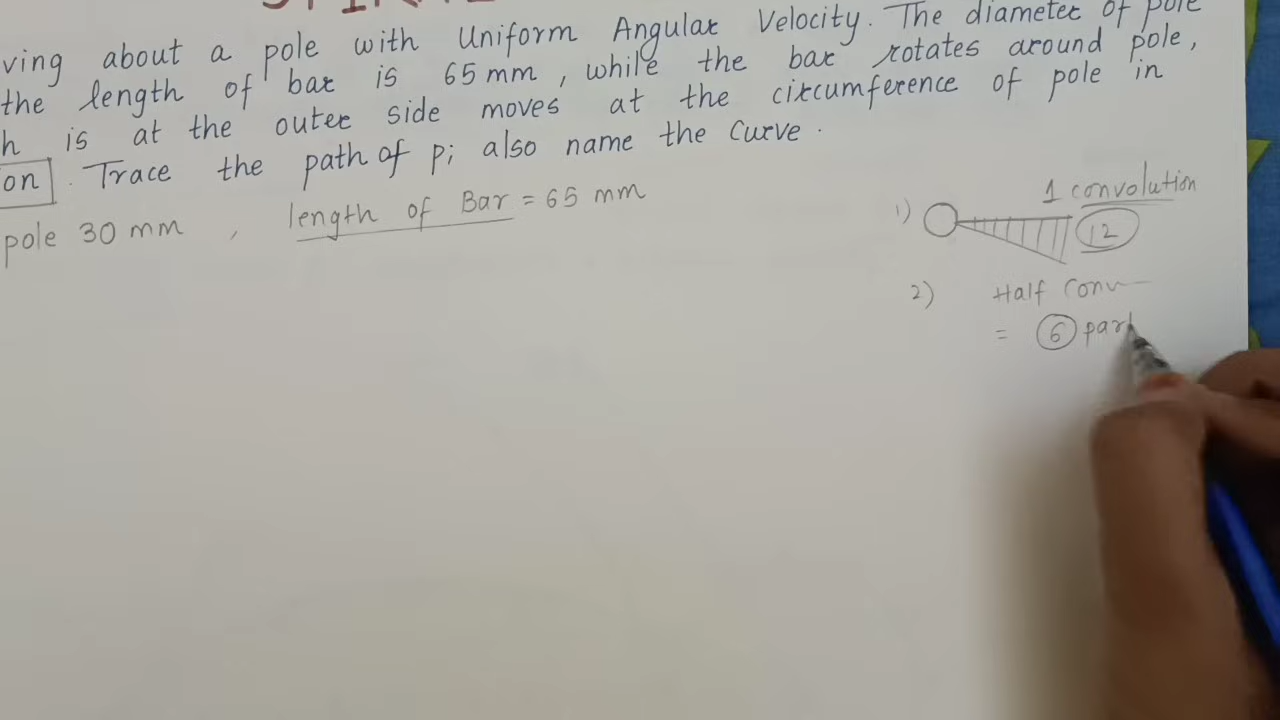 ving about a pole with Uniform Angular Velocity. The diameter of pole
the length of bar is 65 mm, while the bar rotates around pole,
h is at the outer side moves at the circumference of pole in
on. Trace the path of p; also name the curve.
pole 30 mm, length of Bar = 65 mm
1) 1 convolution
12
2) Half Conv
= 6 part